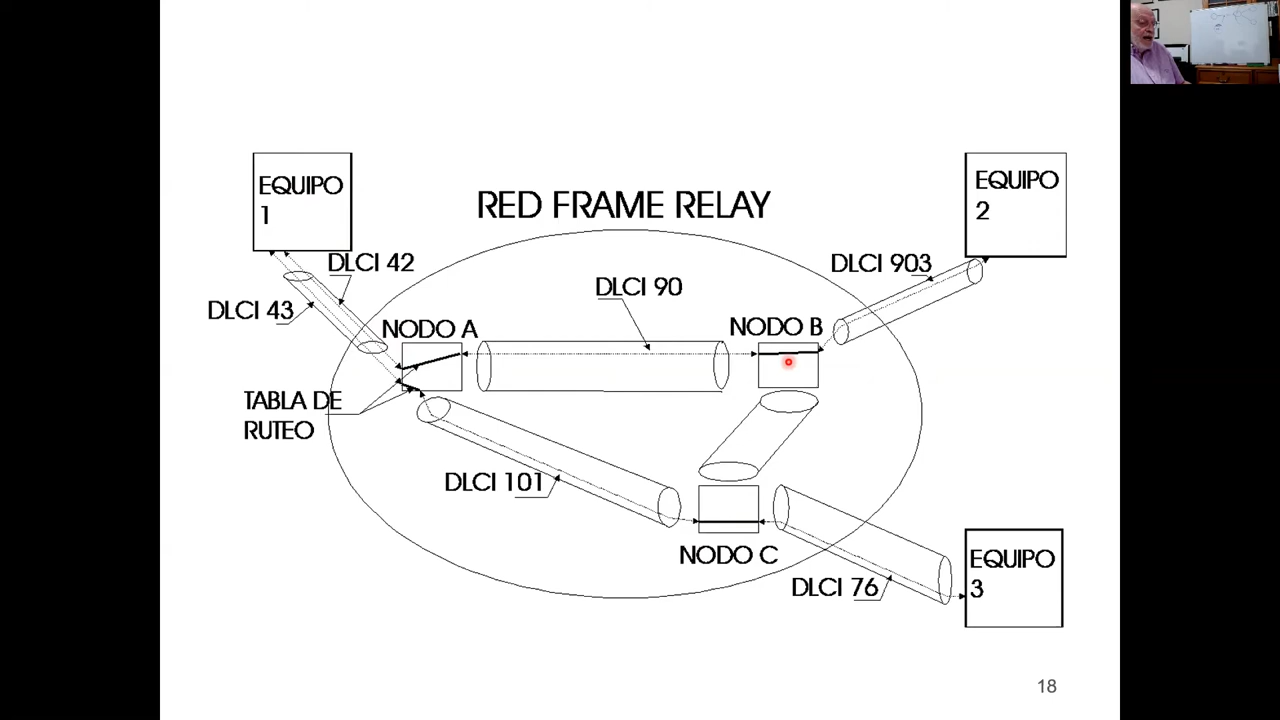 EQUIPO
1
EQUIPO
2
RED FRAME RELAY
DLCI 42
DLCI 903
DLCI 90
DLCI 43
NODO A
NODO B
TABLA DE
RUTEO
DLCI 101
NODO C
EQUIPO
3
DLCI 76
18